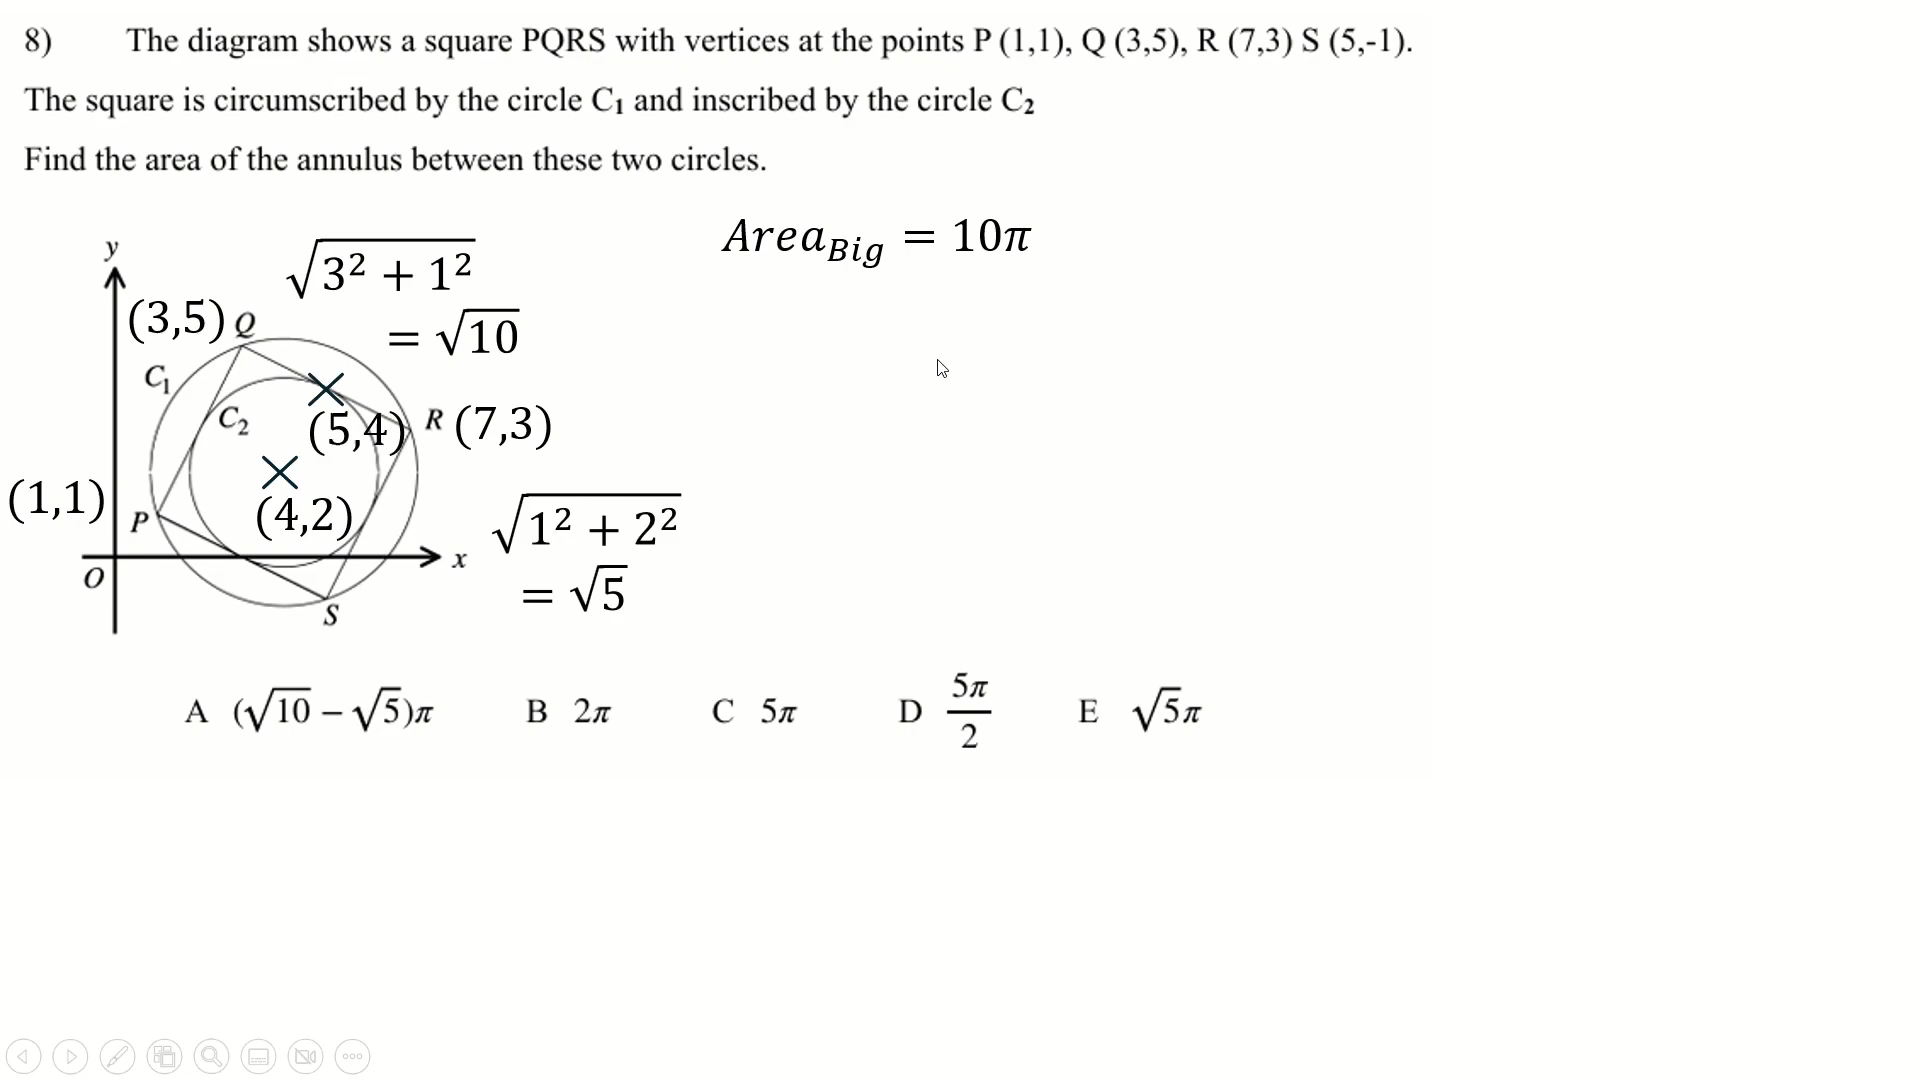 8) The diagram shows a square PQRS with vertices at the points P (1,1), Q (3,5), R (7,3) S (5,-1).
The square is circumscribed by the circle C₁ and inscribed by the circle C₂
Find the area of the annulus between these two circles.
Area_Big = 10π
y
√(3² + 1²)
= √10
(3,5) Q
C₁
C₂
(5,4) R (7,3)
(1,1)
P
(4,2)
√(1² + 2²)
= √5
x
O
S
A (√10 – √5)π B 2π C 5π D 5π/2 E √5π